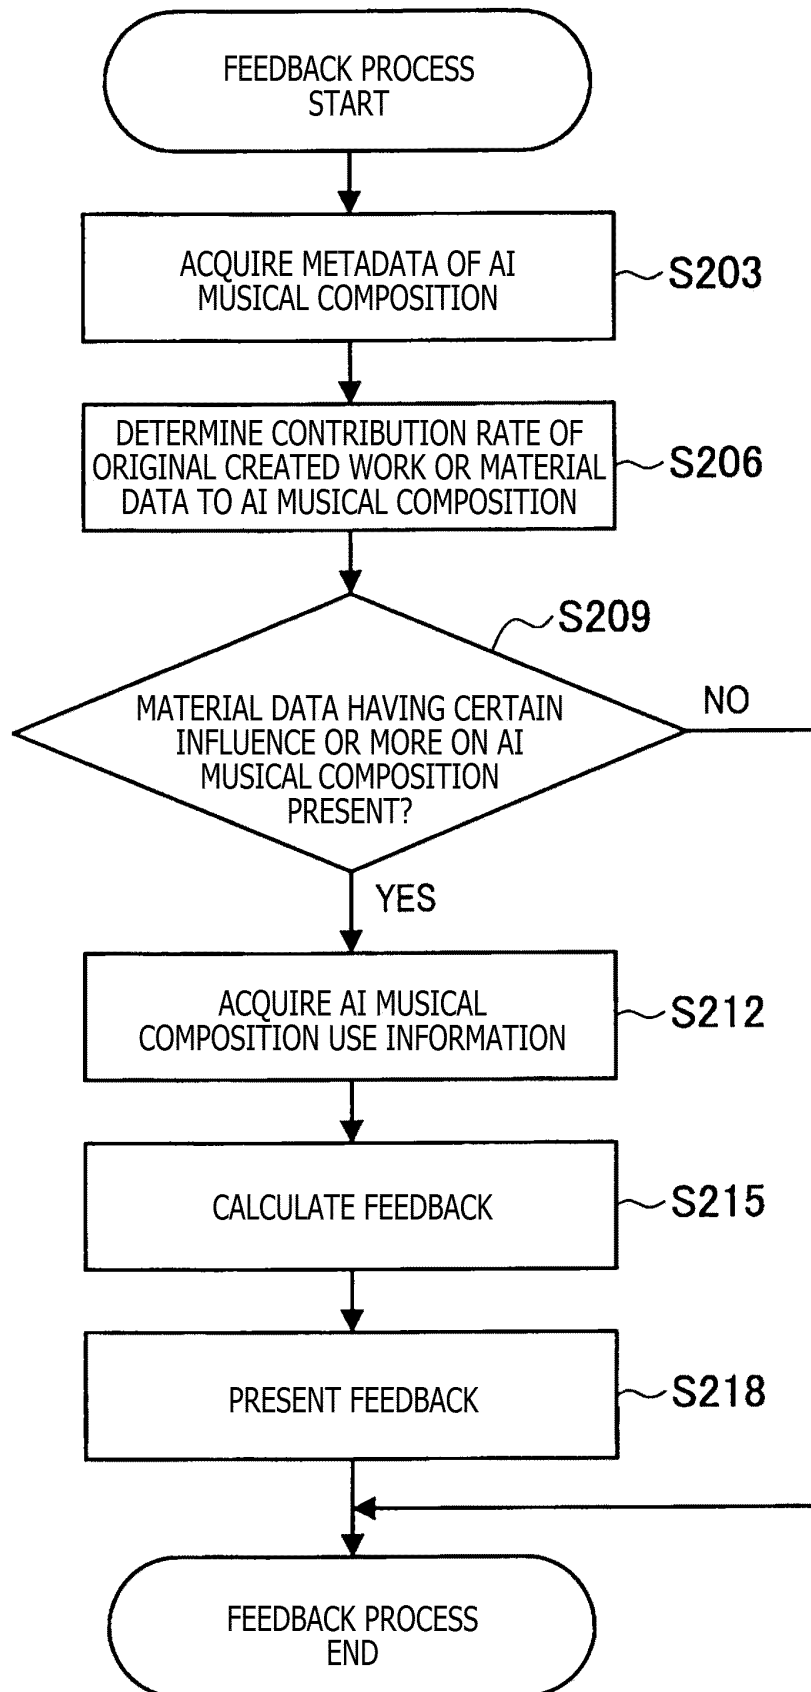 FEEDBACK PROCESS
START
ACQUIRE METADATA OF AI
MUSICAL COMPOSITION
S203
DETERMINE CONTRIBUTION RATE OF
ORIGINAL CREATED WORK OR MATERIAL
DATA TO AI MUSICAL COMPOSITION
S206
S209
MATERIAL DATA HAVING CERTAIN
INFLUENCE OR MORE ON AI
MUSICAL COMPOSITION
PRESENT?
NO
YES
ACQUIRE AI MUSICAL
COMPOSITION USE INFORMATION
S212
CALCULATE FEEDBACK
S215
PRESENT FEEDBACK
S218
FEEDBACK PROCESS
END